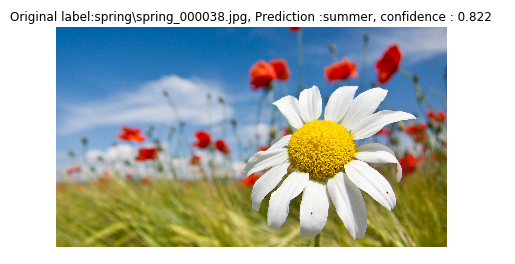 Original label:spring\spring_000038.jpg, Prediction :summer, confidence : 0.822